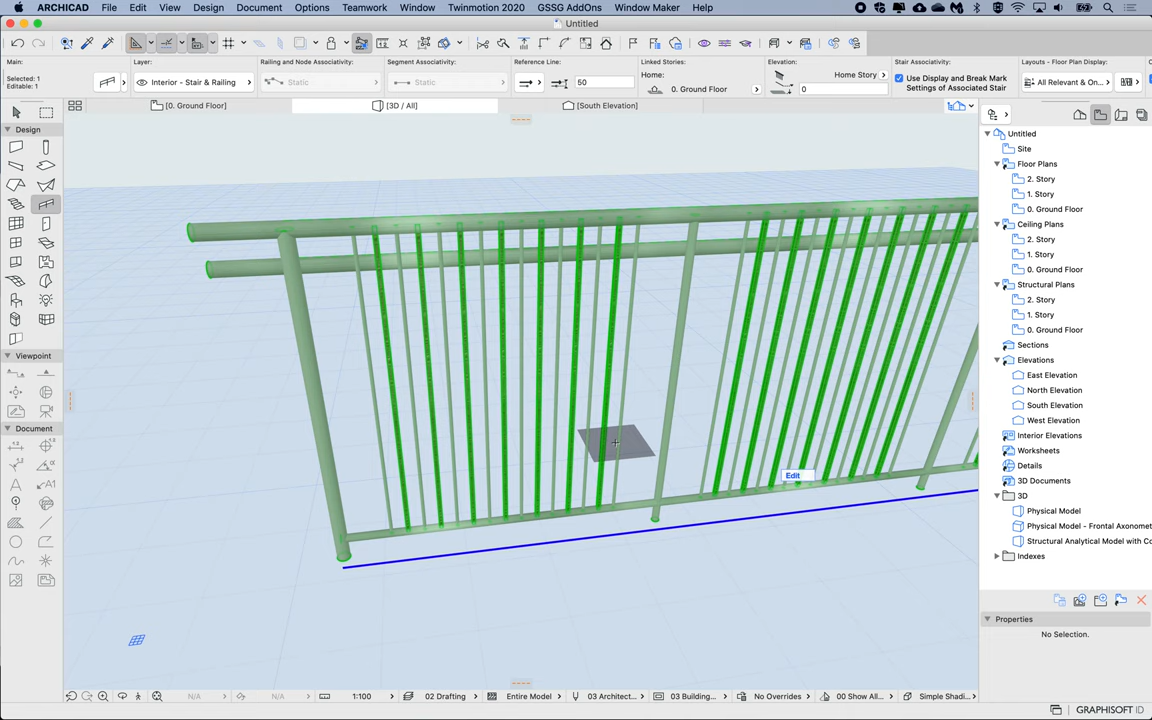 ARCHICAD File Edit View Design Document Options Teamwork Window Twinmotion 2020 GSSG AddOns Window Maker Help
Untitled
Main:
Selected: 1
Editable: 1
Layer:
Interior - Stair & Railing
Railing and Node Associativity:
Static
Segment Associativity:
Static
Reference Line:
50
Linked Stories:
Home:
0. Ground Floor
Elevation:
Home Story
0
Stair Associativity:
Use Display and Break Mark
Settings of Associated Stair
Layouts - Floor Plan Display:
All Relevant & On...
[0. Ground Floor]
[3D / All]
[South Elevation]
Design
Viewpoint
Document
Edit
Untitled
Site
Floor Plans
2. Story
1. Story
0. Ground Floor
Ceiling Plans
2. Story
1. Story
0. Ground Floor
Structural Plans
2. Story
1. Story
0. Ground Floor
Sections
Elevations
East Elevation
North Elevation
South Elevation
West Elevation
Interior Elevations
Worksheets
Details
3D Documents
3D
Physical Model
Physical Model - Frontal Axonomet
Structural Analytical Model with Co
Indexes
Properties
No Selection.
N/A
N/A
1:100
02 Drafting
Entire Model
03 Architect...
03 Building...
No Overrides
00 Show All...
Simple Shadi...
GRAPHISOFT ID